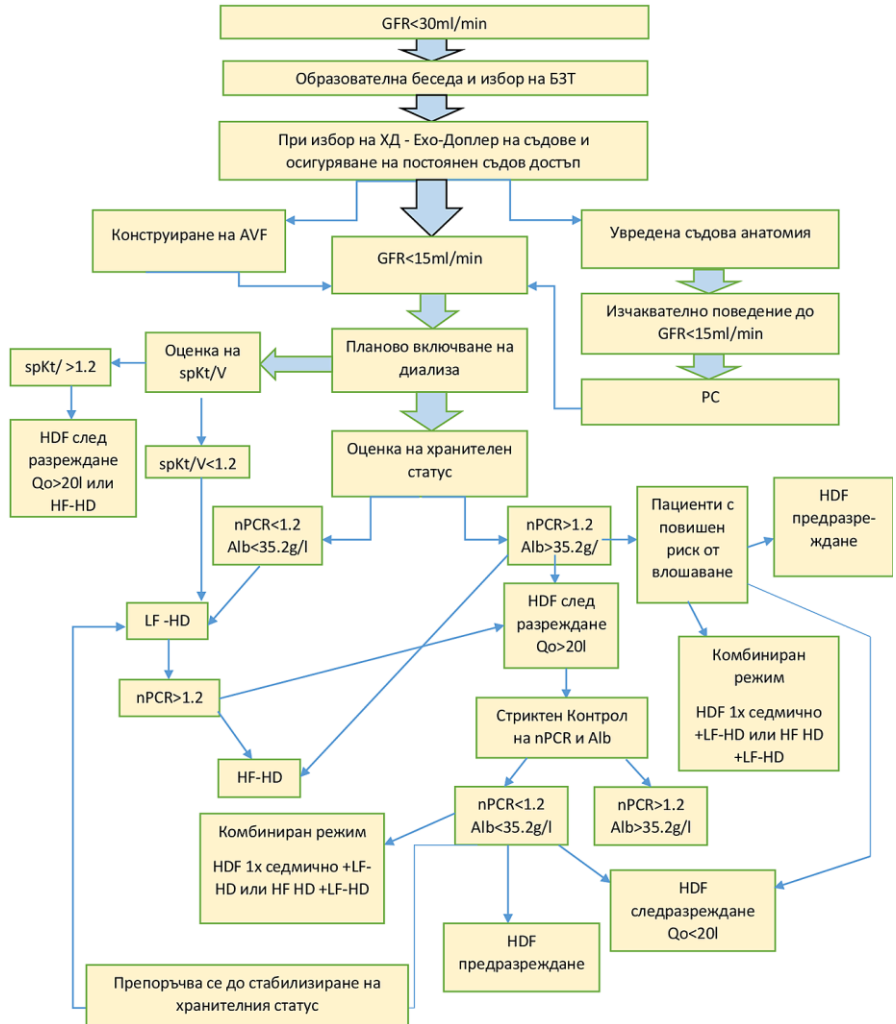 GFR<30ml/min
Образователна беседа и избор на БЗТ
При избор на ХД - Ехо-Доплер на съдове и
осигуряване на постоянен съдов достъп
Конструиране на AVF
GFR<15ml/min
Увредена съдова анатомия
Изчаквателно поведение до
GFR<15ml/min
PC
Планово включване на
диализа
Оценка на
spKt/V
spKt/ >1.2
HDF след
разреждане
Qo>20l или
HF-HD
spKt/V<1.2
Оценка на хранителен
статус
nPCR<1.2
Alb<35.2g/l
nPCR>1.2
Alb>35.2g/
Пациенти с
повишен
риск от
влошаване
HDF
предразре-
ждане
LF -HD
HDF след
разреждане
Qo>20l
Комбиниран
режим
HDF 1x седмично
+LF-HD или HF HD
+LF-HD
nPCR>1.2
Стриктен Контрол
на nPCR и Alb
HF-HD
nPCR<1.2
Alb<35.2g/l
nPCR>1.2
Alb>35.2g/l
Комбиниран режим
HDF 1x седмично +LF-
HD или HF HD +LF-HD
HDF
следразреждане
Qo<20l
HDF
предразреждане
Препоръчва се до стабилизиране на
хранителния статус